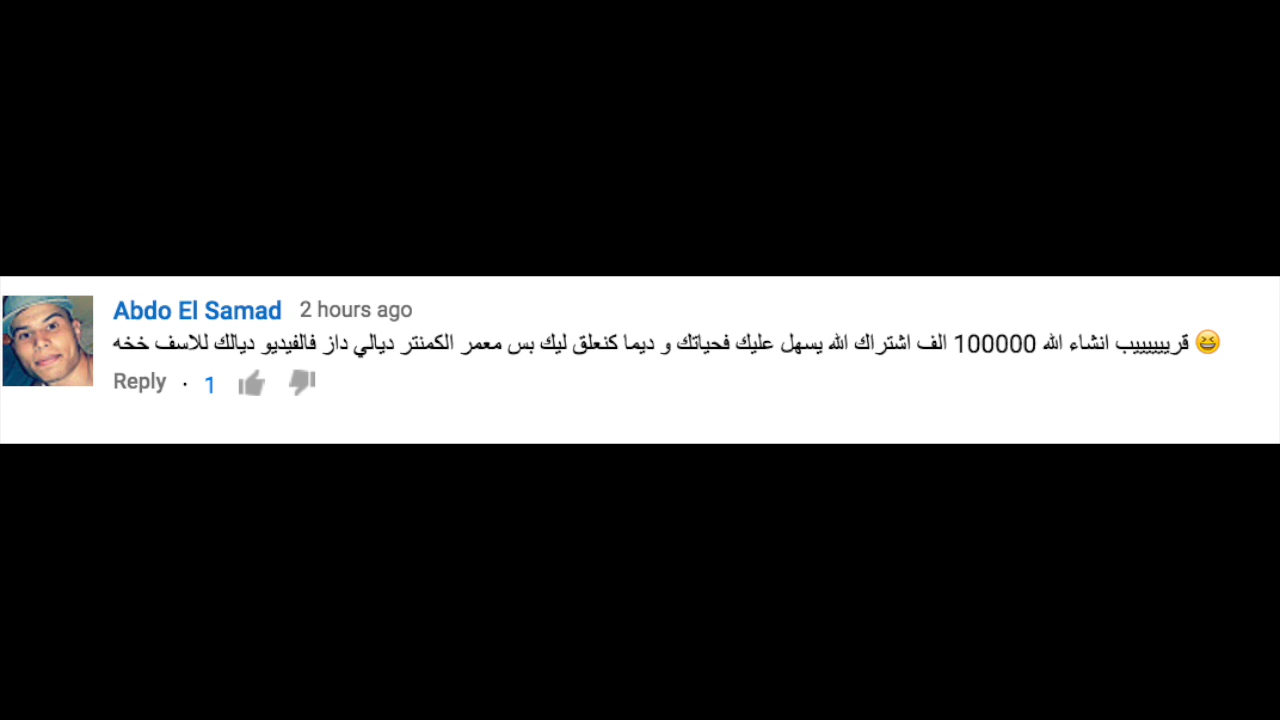 Abdo El Samad 2 hours ago
😆 قريييييييب انشاء الله 100000 الف اشتراك الله يسهل عليك فحياتك و ديما كنعلق ليك بس معمر الكمنتر ديالي داز فالفيديو ديالك للاسف خخه
Reply · 1